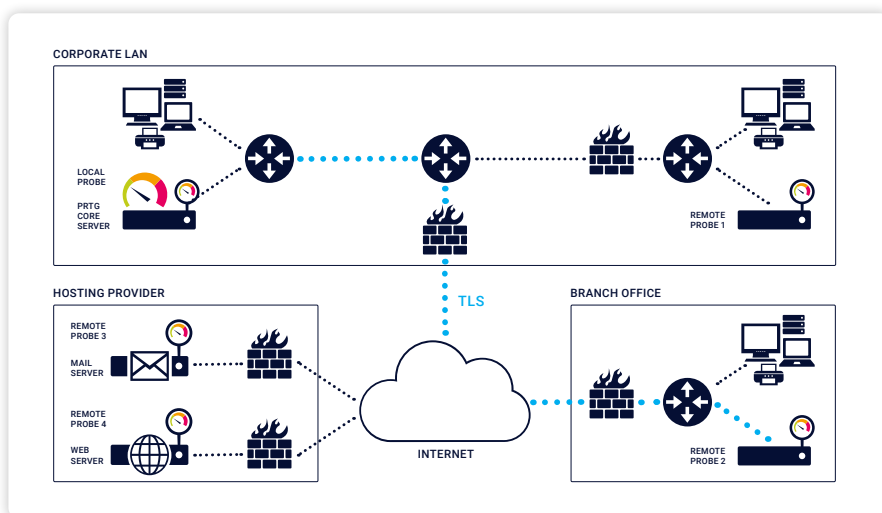 CORPORATE LAN
LOCAL
PROBE
PRTG
CORE
SERVER
REMOTE
PROBE 1
TLS
HOSTING PROVIDER
REMOTE
PROBE 3
MAIL
SERVER
REMOTE
PROBE 4
WEB
SERVER
INTERNET
BRANCH OFFICE
REMOTE
PROBE 2